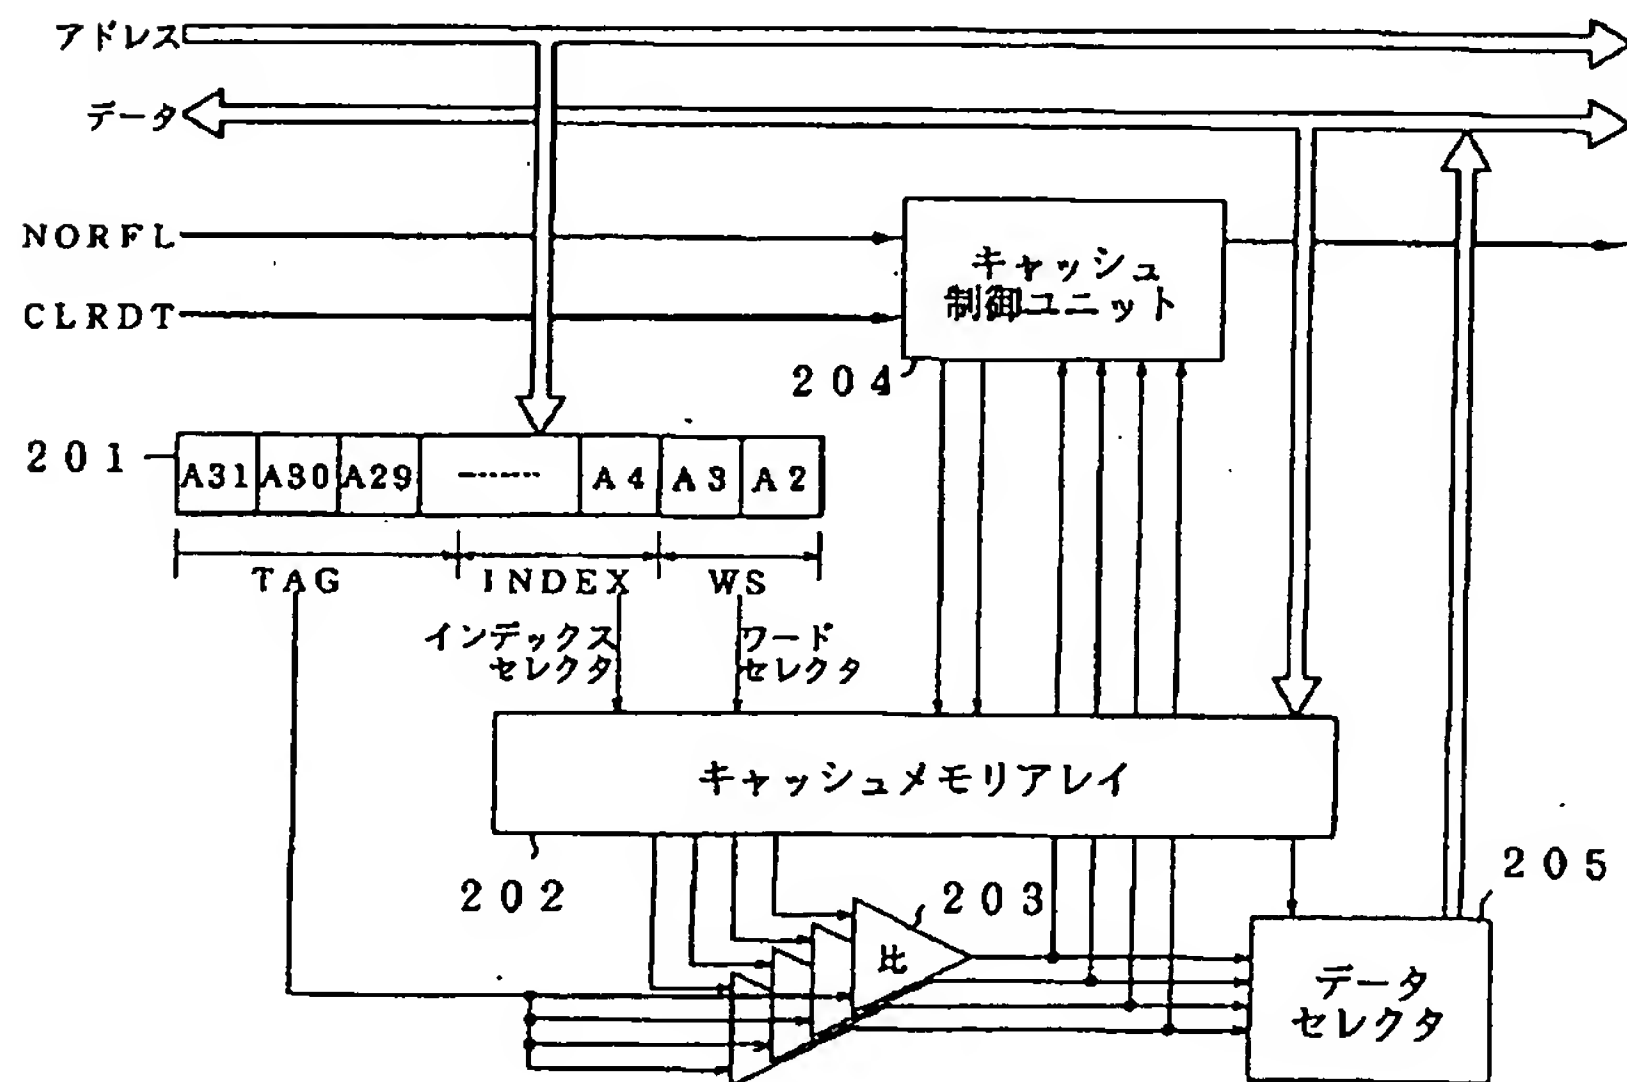 アドレス
データ
NORFL
CLRDT
キャッシュ
制御ユニット
204
201
A31 A30 A29 ------ A4 A3 A2
TAG INDEX WS
インデックス
セレクタ
ワード
セレクタ
キャッシュメモリアレイ
202
203
205
比
データ
セレクタ